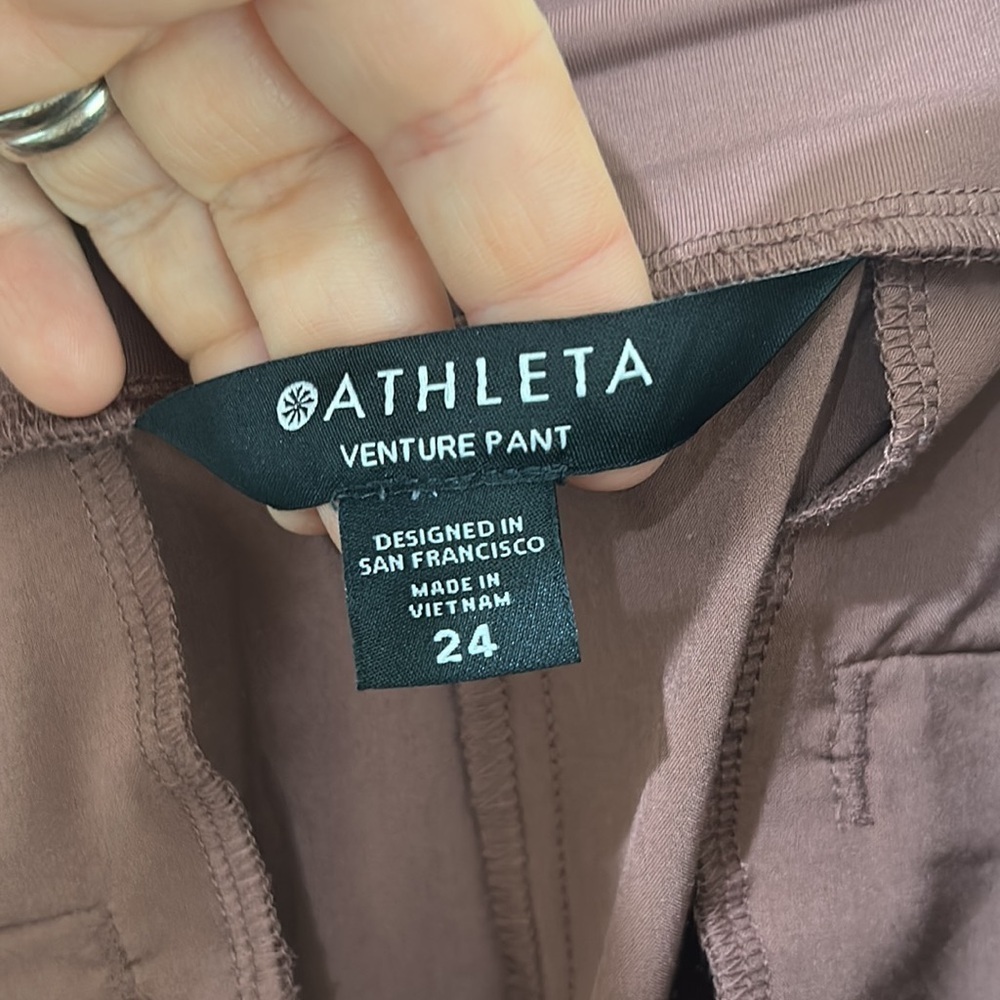 ATHLETA
VENTURE PANT
DESIGNED IN
SAN FRANCISCO
MADE IN
VIETNAM
24